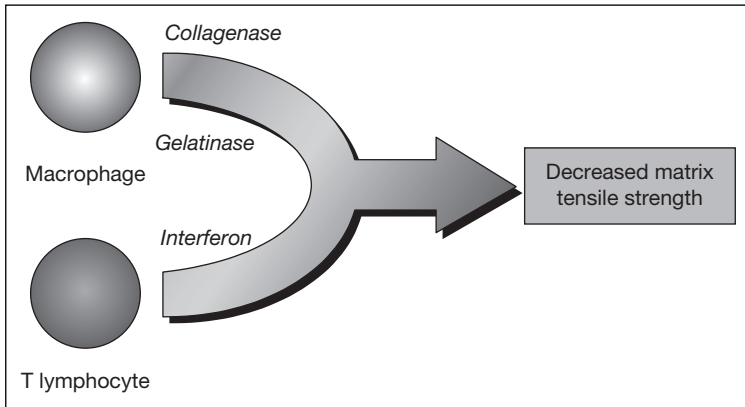 Collagenase
Gelatinase
Macrophage
Interferon
T lymphocyte
Decreased matrix
tensile strength